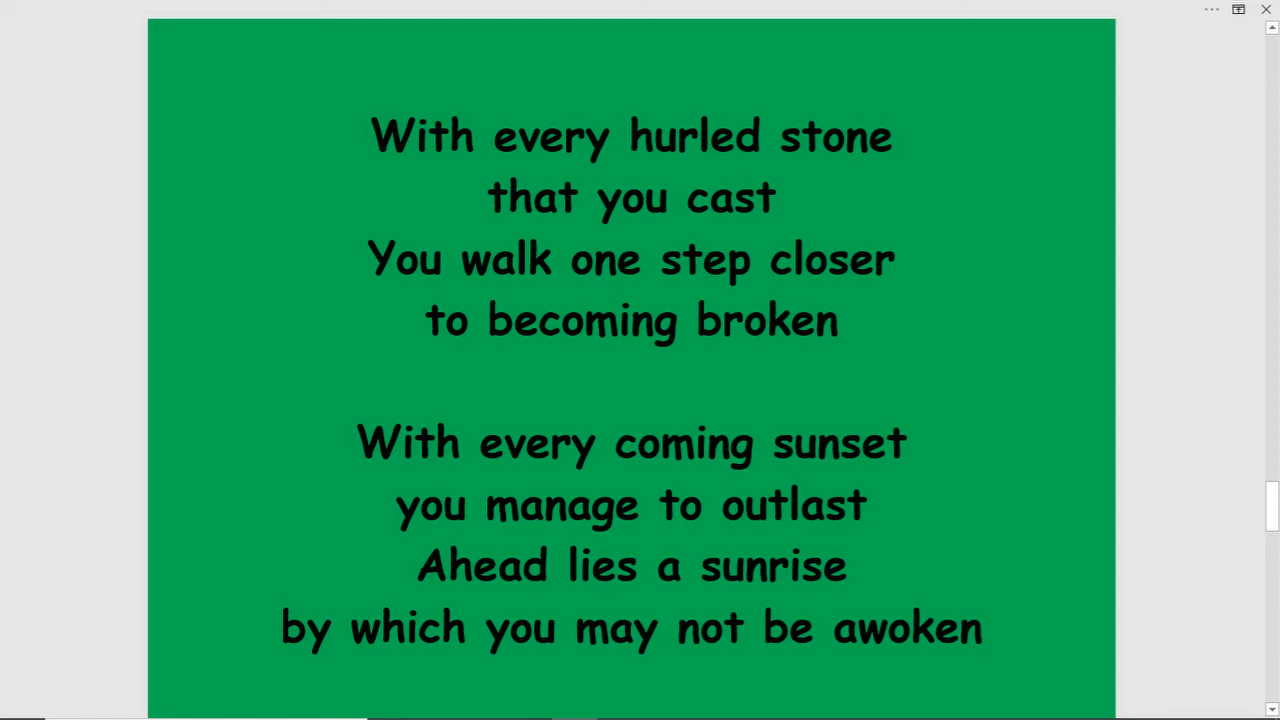 With every hurled stone
that you cast
You walk one step closer
to becoming broken
With every coming sunset
you manage to outlast
Ahead lies a sunrise
by which you may not be awoken